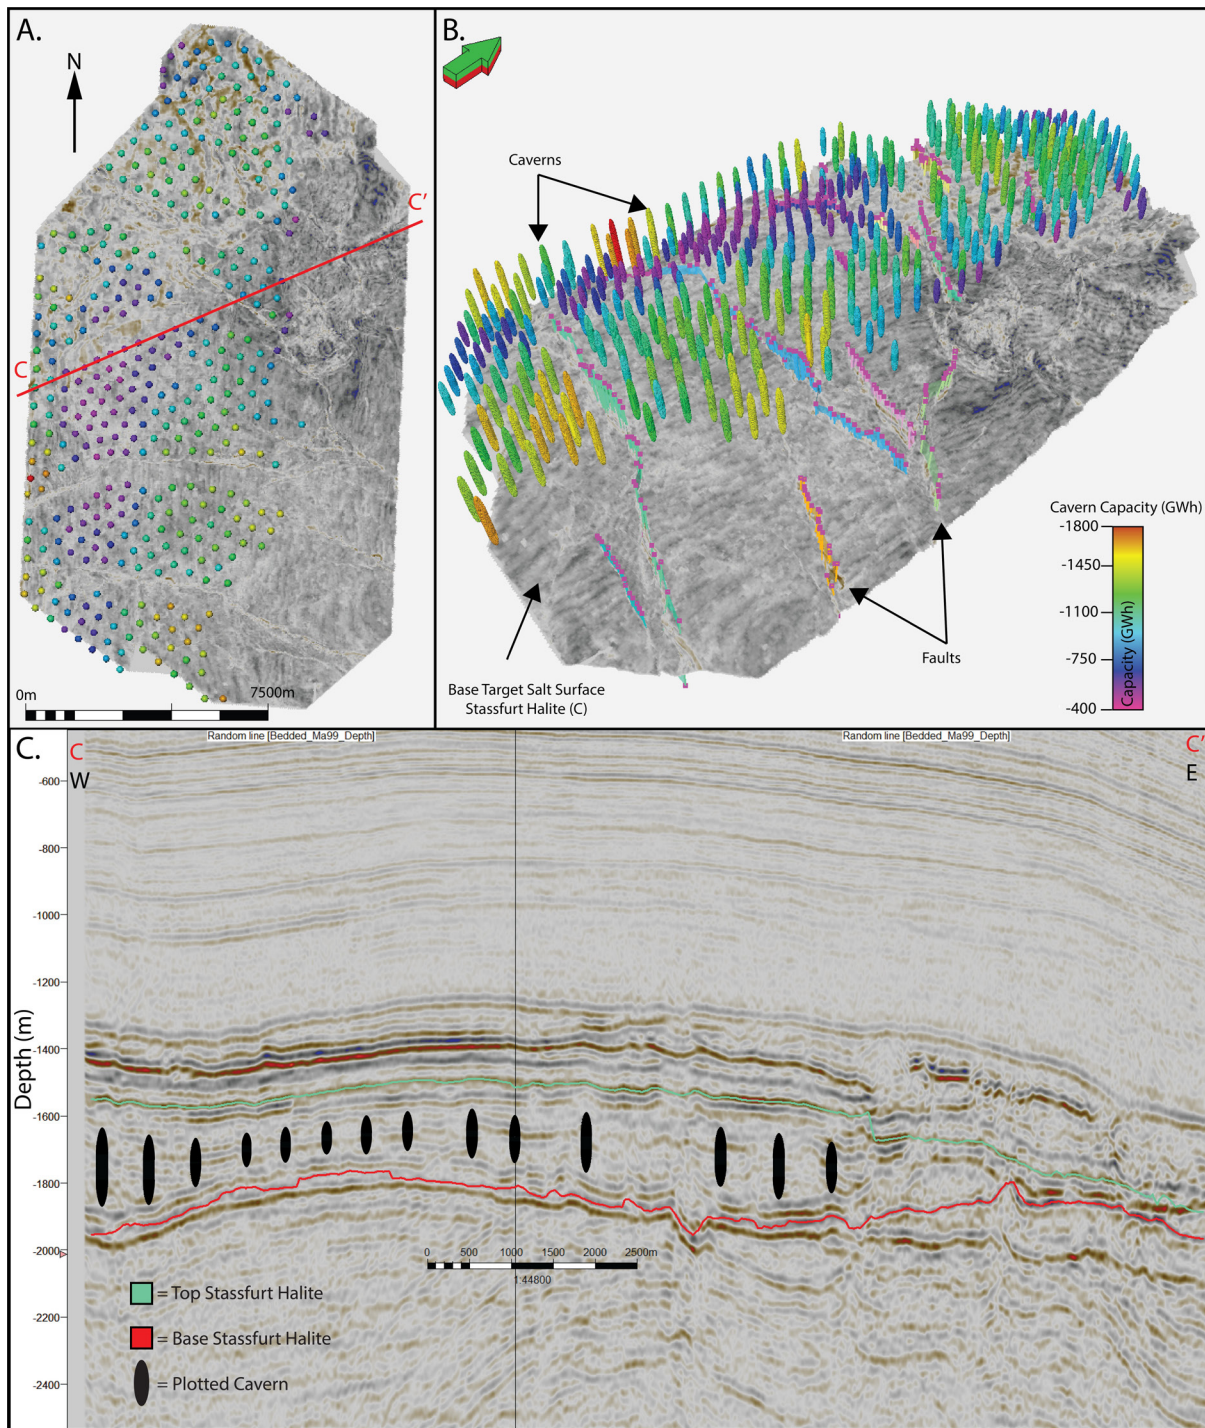 A.
N
C'
C
0m
7500m
B.
Caverns
Cavern Capacity (GWh)
-1800
-1450
-1100
-750
-400
Capacity (GWh)
Faults
Base Target Salt Surface
Stassfurt Halite (C)
C.
C
W
Random line [Bedded_Ma99_Depth]
Random line [Bedded_Ma99_Depth]
C'
E
Depth (m)
-600
-800
-1000
-1200
-1400
-1600
-1800
-2000
-2200
-2400
0 500 1000 1500 2000 2500m
1:44800
= Top Stassfurt Halite
= Base Stassfurt Halite
= Plotted Cavern